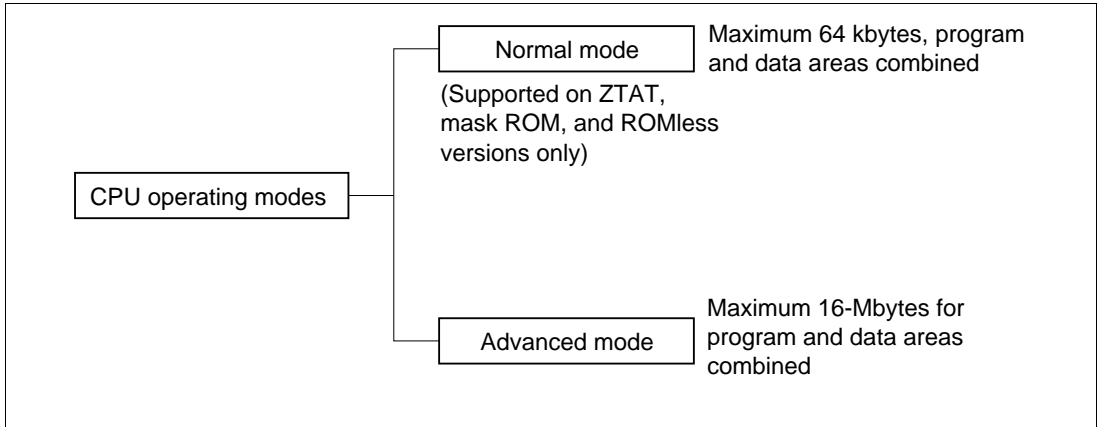 Normal mode
Maximum 64 kbytes, program
and data areas combined
(Supported on ZTAT,
mask ROM, and ROMless
versions only)
CPU operating modes
Advanced mode
Maximum 16-Mbytes for
program and data areas
combined